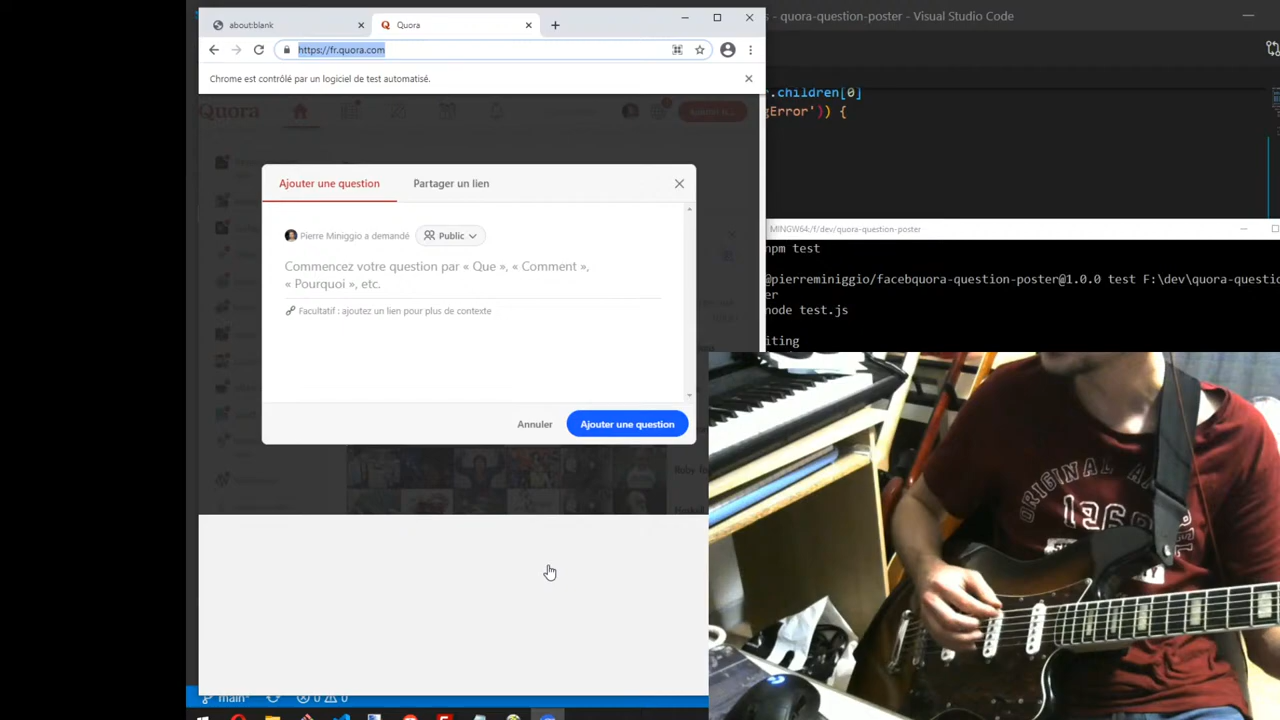 - quora-question-poster - Visual Studio Code
about:blank
Quora
https://fr.quora.com
Chrome est contrôlé par un logiciel de test automatisé.
Quora
.children[0]
gError')) {
Ajouter une question
Partager un lien
Pierre Miniggio a demandé
Public
Commencez votre question par « Que », « Comment »,
« Pourquoi », etc.
Facultatif : ajoutez un lien pour plus de contexte
Annuler
Ajouter une question
MINGW64:/f/dev/quora-question-poster
npm test
@pierreminiggio/facebquora-question-poster@1.0.0 test F:\dev\quora-questio
er
node test.js
iting
ORIGINAL
main*
0
0